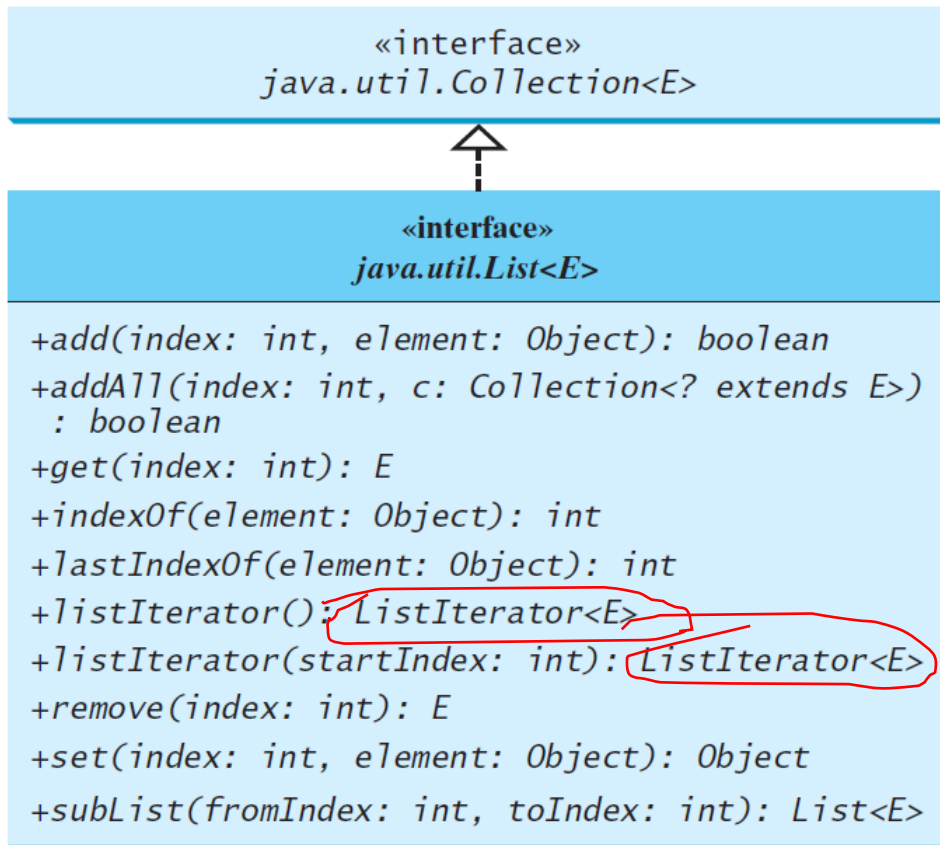 «interface»
java.util.Collection<E>
«interface»
java.util.List<E>
+add(index: int, element: Object): boolean
+addAll(index: int, c: Collection<? extends E>)
: boolean
+get(index: int): E
+indexOf(element: Object): int
+lastIndexOf(element: Object): int
+listIterator(): ListIterator<E>
+listIterator(startIndex: int): ListIterator<E>
+remove(index: int): E
+set(index: int, element: Object): Object
+subList(fromIndex: int, toIndex: int): List<E>